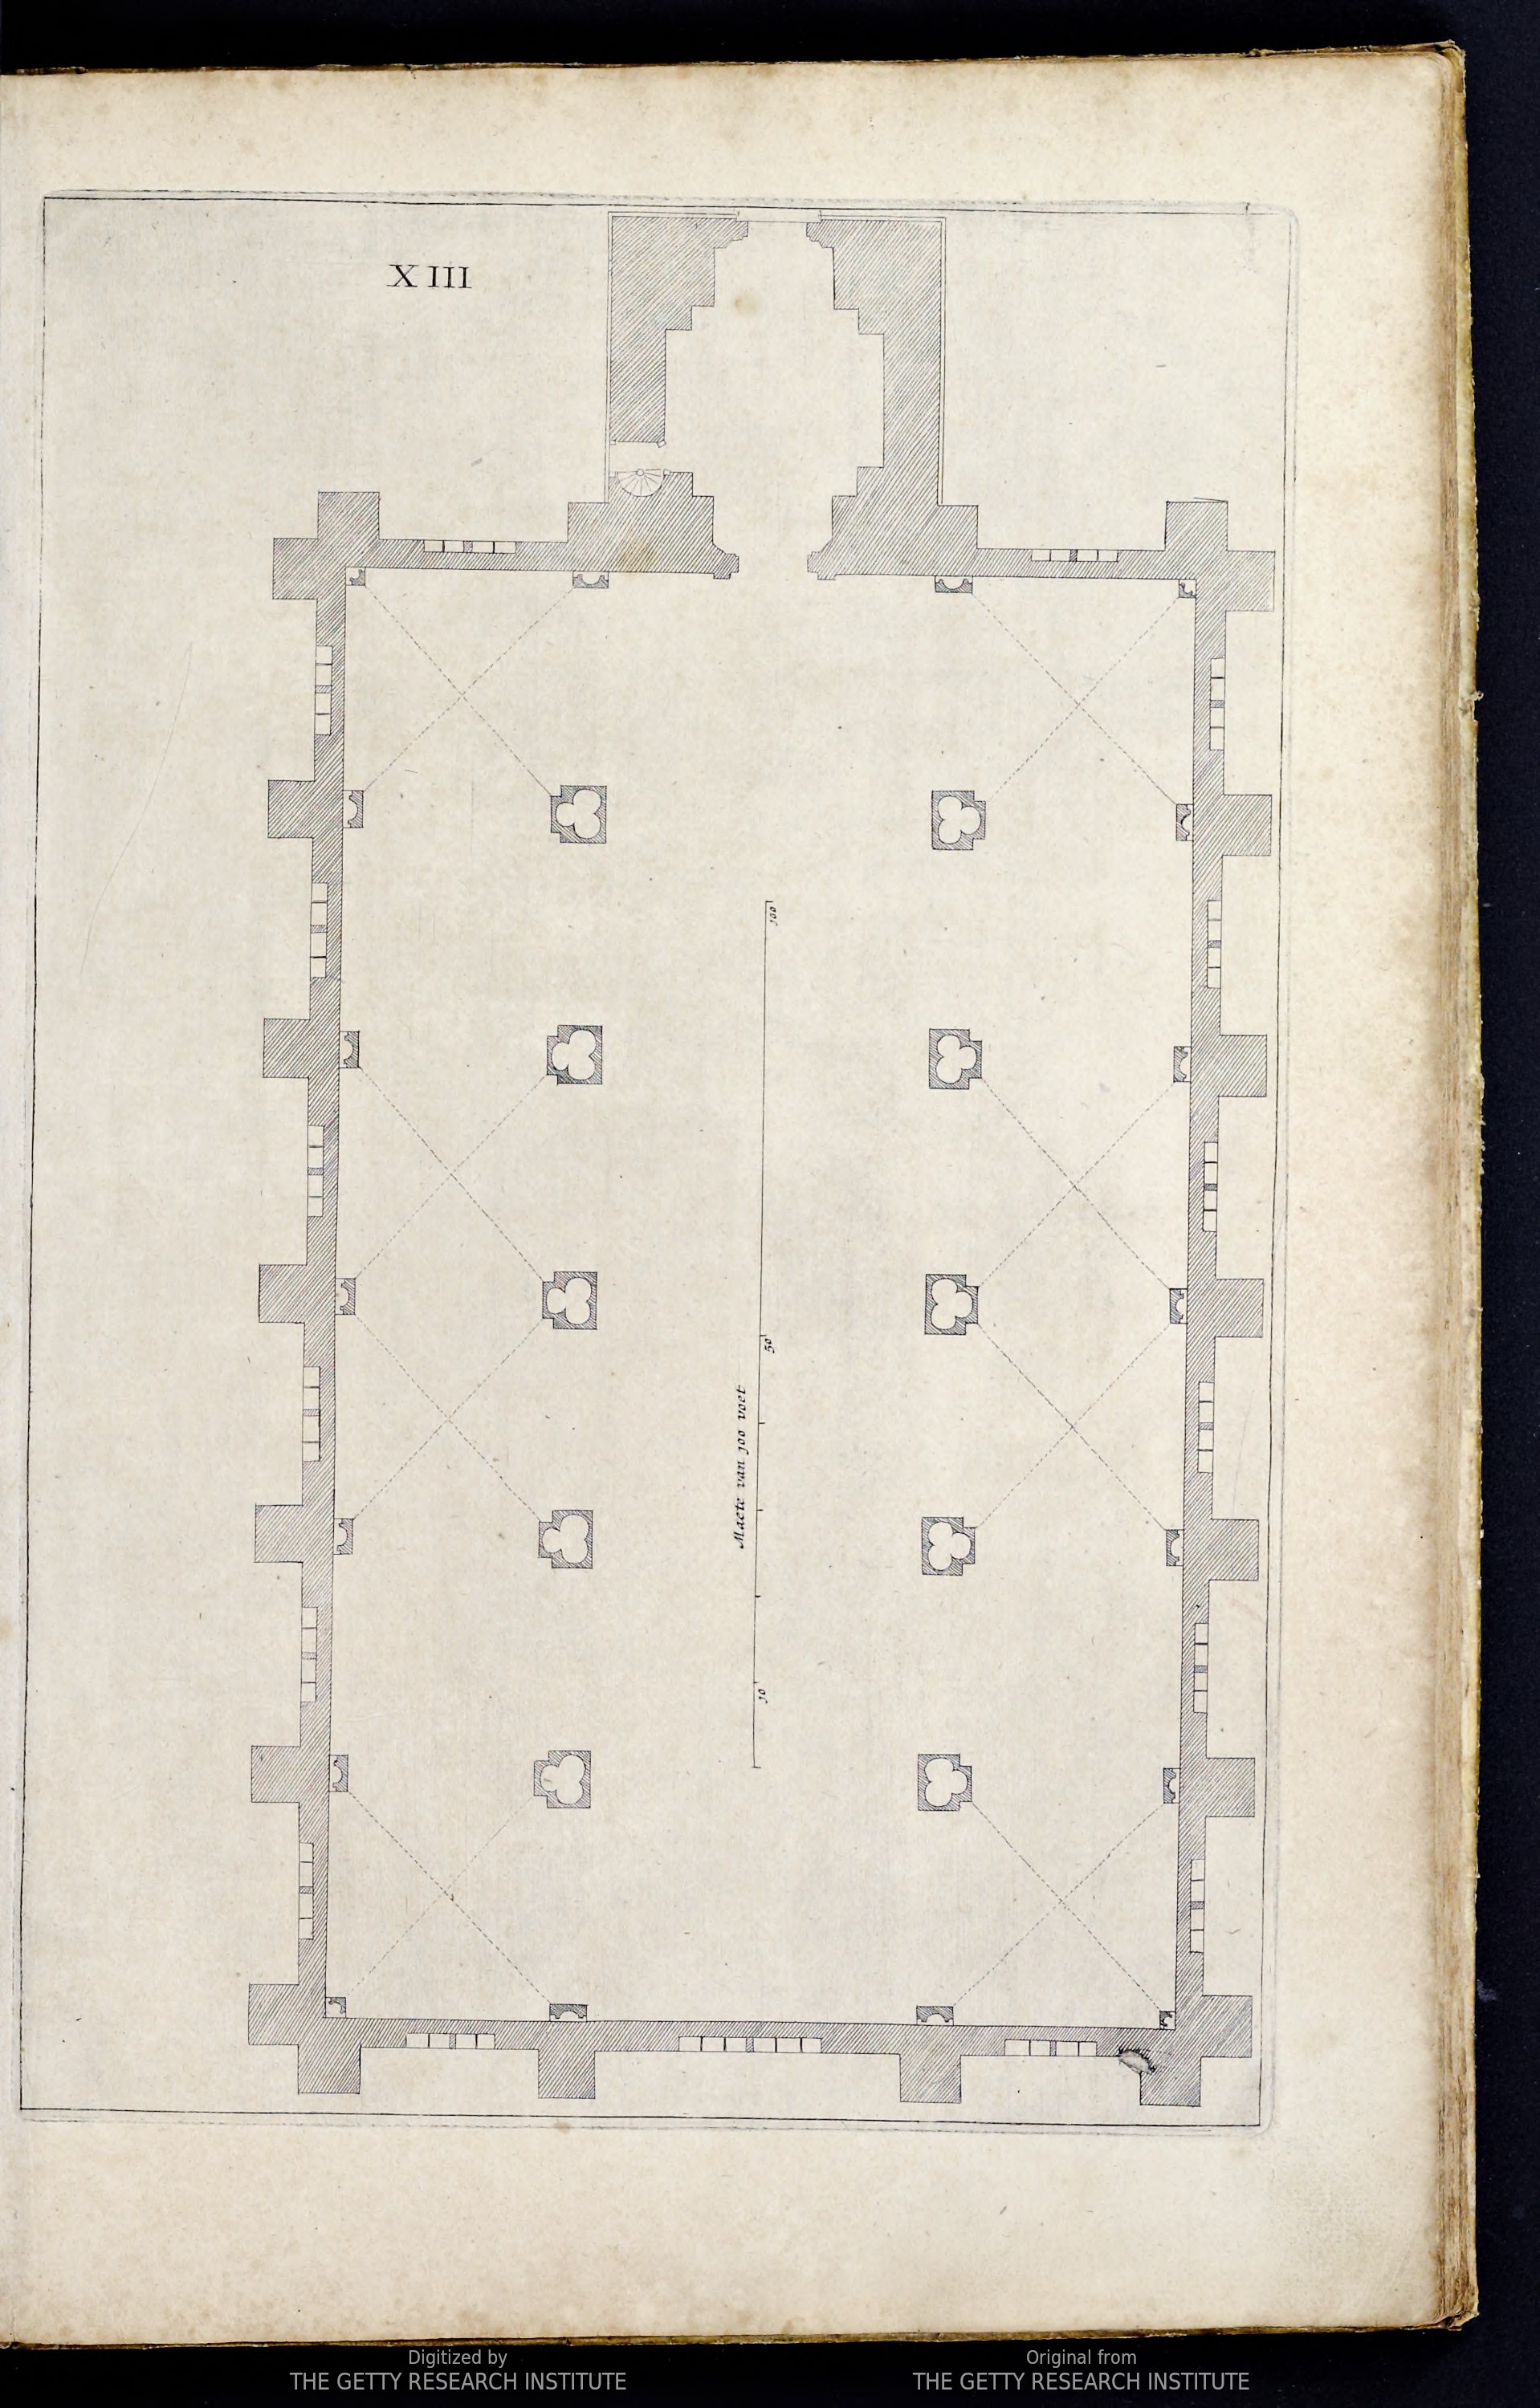 XIII
100
50
Maete van 100 voet
10
Digitized by
THE GETTY RESEARCH INSTITUTE
Original from
THE GETTY RESEARCH INSTITUTE